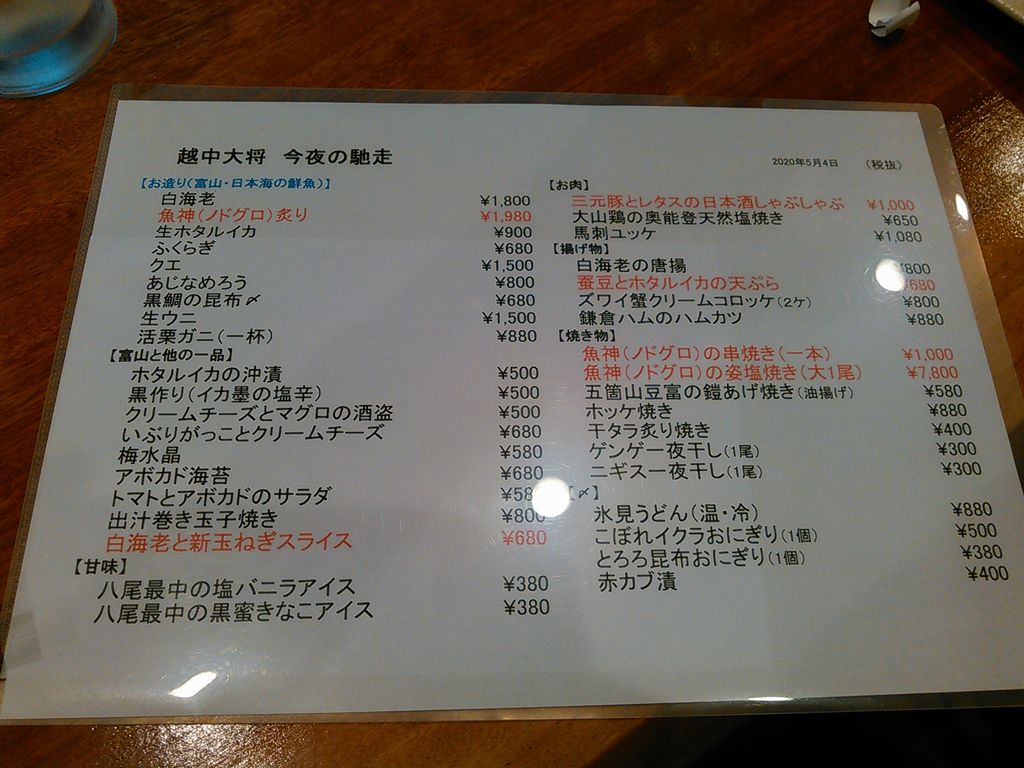 越中大将 今夜の馳走
2020年5月4日 (税抜)
【お造り(富山・日本海の鮮魚)】
白海老 ¥1,800
魚神(ノドグロ)炙り ¥1,980
生ホタルイカ ¥900
ふくらぎ ¥680
クエ ¥1,500
あじなめろう ¥800
黒鯛の昆布〆 ¥680
生ウニ ¥1,500
活栗ガニ(一杯) ¥880
【富山と他の一品】
ホタルイカの沖漬 ¥500
黒作り(イカ墨の塩辛) ¥500
クリームチーズとマグロの酒盗 ¥500
いぶりがっことクリームチーズ ¥680
梅水晶 ¥580
アボカド海苔 ¥680
トマトとアボカドのサラダ ¥58
出汁巻き玉子焼き ¥800
白海老と新玉ねぎスライス ¥680
【甘味】
八尾最中の塩バニラアイス ¥380
八尾最中の黒蜜きなこアイス ¥380
【お肉】
三元豚とレタスの日本酒しゃぶしゃぶ ¥1,000
大山鶏の奥能登天然塩焼き ¥650
馬刺ユッケ ¥1,080
【揚げ物】
白海老の唐揚 800
蚕豆とホタルイカの天ぷら 680
ズワイ蟹クリームコロッケ(2ケ) ¥800
鎌倉ハムのハムカツ ¥880
【焼き物】
魚神(ノドグロ)の串焼き(一本) ¥1,000
魚神(ノドグロ)の姿塩焼き(大1尾) ¥7,800
五箇山豆富の鎧あげ焼き(油揚げ) ¥580
ホッケ焼き ¥880
干タラ炙り焼き ¥400
ゲンゲー夜干し(1尾) ¥300
ニギス一夜干し(1尾) ¥300
【〆】
氷見うどん(温・冷) ¥880
こぼれイクラおにぎり(1個) ¥500
とろろ昆布おにぎり(1個) ¥380
赤カブ漬 ¥400